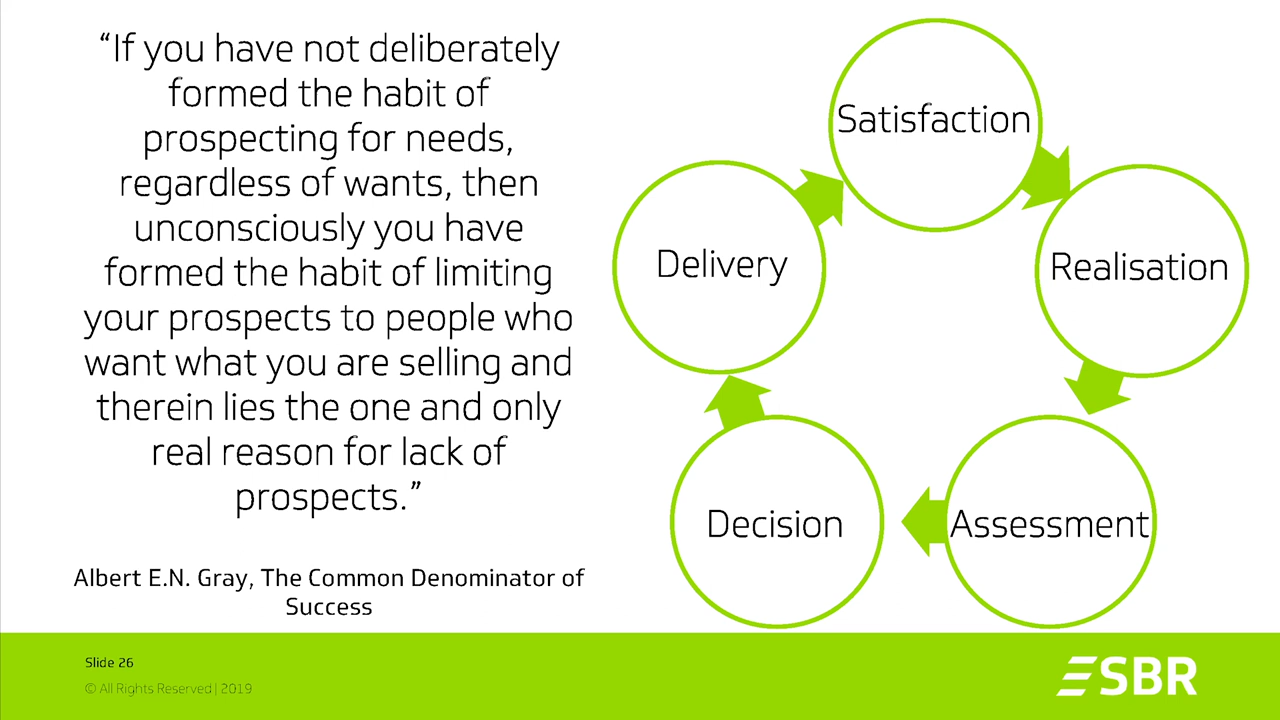 “If you have not deliberately
formed the habit of
prospecting for needs,
regardless of wants, then
unconsciously you have
formed the habit of limiting
your prospects to people who
want what you are selling and
therein lies the one and only
real reason for lack of
prospects.”
Albert E.N. Gray, The Common Denominator of
Success
Satisfaction
Realisation
Assessment
Decision
Delivery
Slide 26
© All Rights Reserved | 2019
SBR